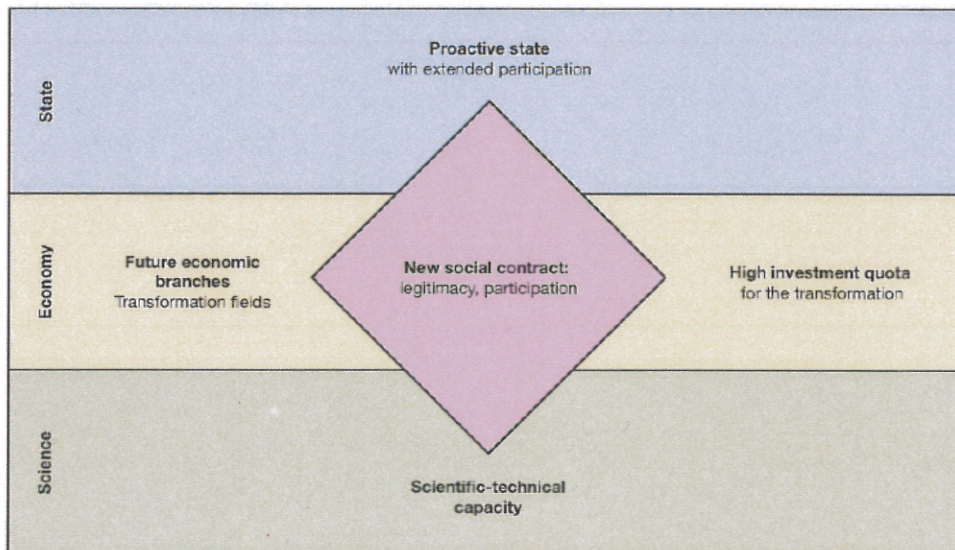 State
Proactive state
with extended participation
Economy
Future economic
branches
Transformation fields
New social contract:
legitimacy, participation
High investment quota
for the transformation
Science
Scientific-technical
capacity